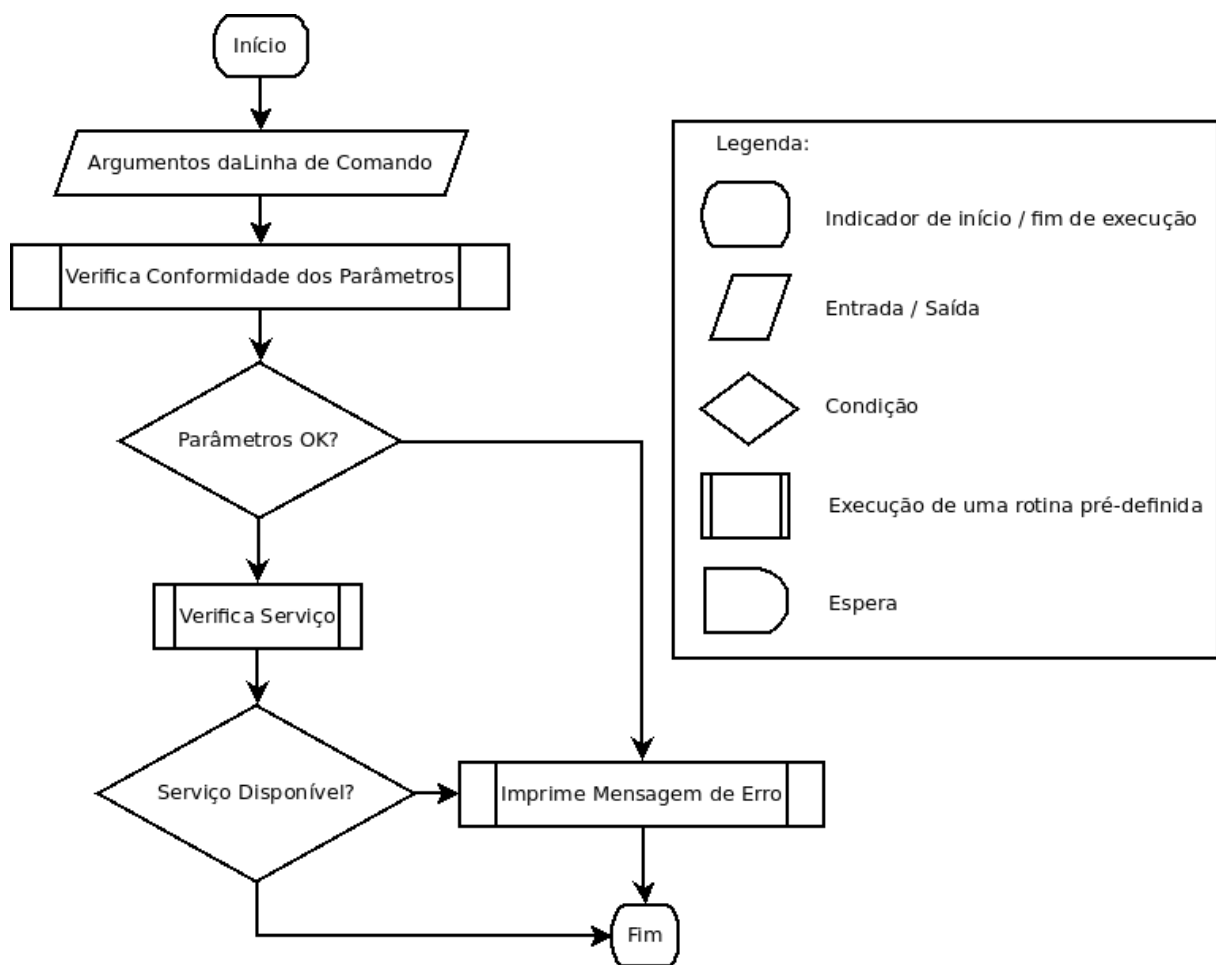 Início
Argumentos daLinha de Comando
Verifica Conformidade dos Parâmetros
Parâmetros OK?
Verifica Serviço
Serviço Disponível?
Imprime Mensagem de Erro
Fim
Legenda:
Indicador de início / fim de execução
Entrada / Saída
Condição
Execução de uma rotina pré-definida
Espera